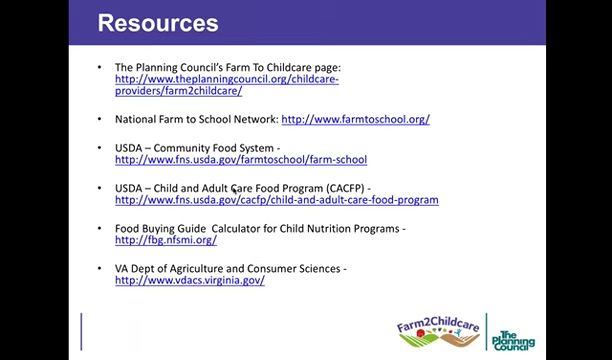 Resources
• The Planning Council's Farm To Childcare page:
http://www.theplanningcouncil.org/childcare-
providers/farm2childcare/
• National Farm to School Network: http://www.farmtoschool.org/
• USDA – Community Food System -
http://www.fns.usda.gov/farmtoschool/farm-school
• USDA – Child and Adult Care Food Program (CACFP) -
http://www.fns.usda.gov/cacfp/child-and-adult-care-food-program
• Food Buying Guide Calculator for Child Nutrition Programs -
http://fbg.nfsmi.org/
• VA Dept of Agriculture and Consumer Sciences -
http://www.vdacs.virginia.gov/
Farm2Childcare
The
Planning
Council